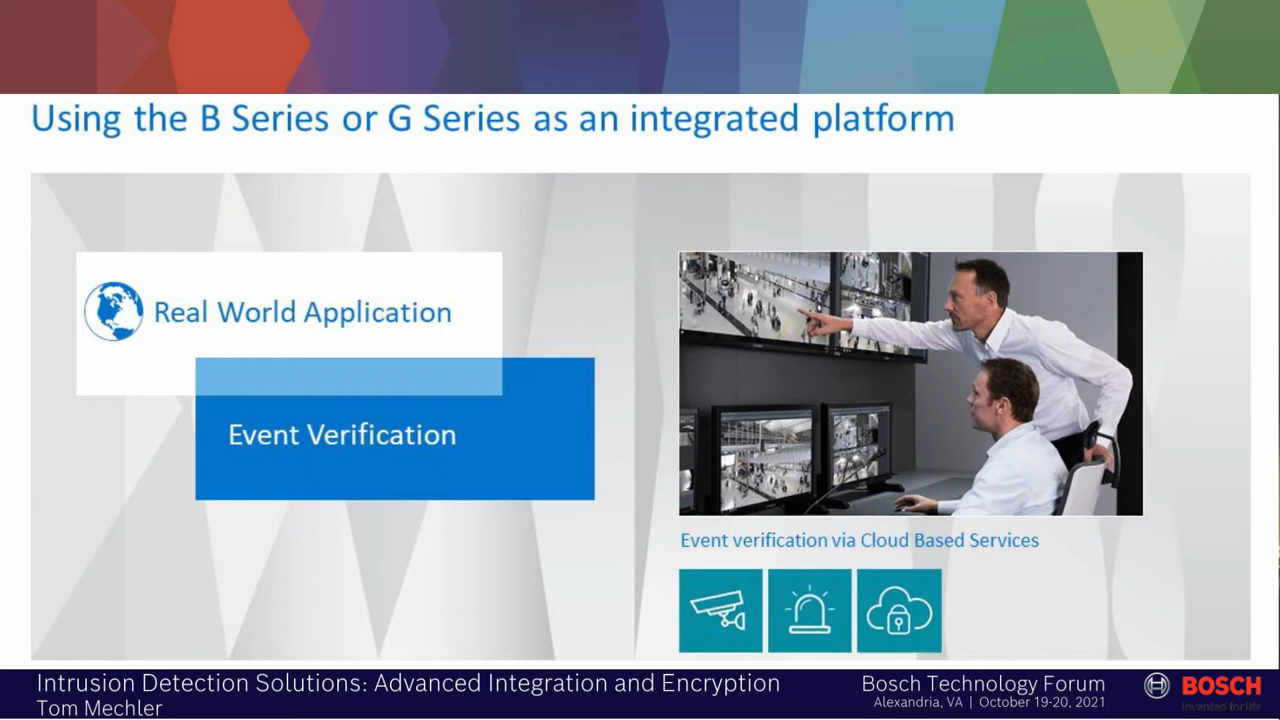 Using the B Series or G Series as an integrated platform
Real World Application
Event Verification
Event verification via Cloud Based Services
Intrusion Detection Solutions: Advanced Integration and Encryption
Tom Mechler
Bosch Technology Forum
Alexandria, VA | October 19-20, 2021
BOSCH
Invented for life